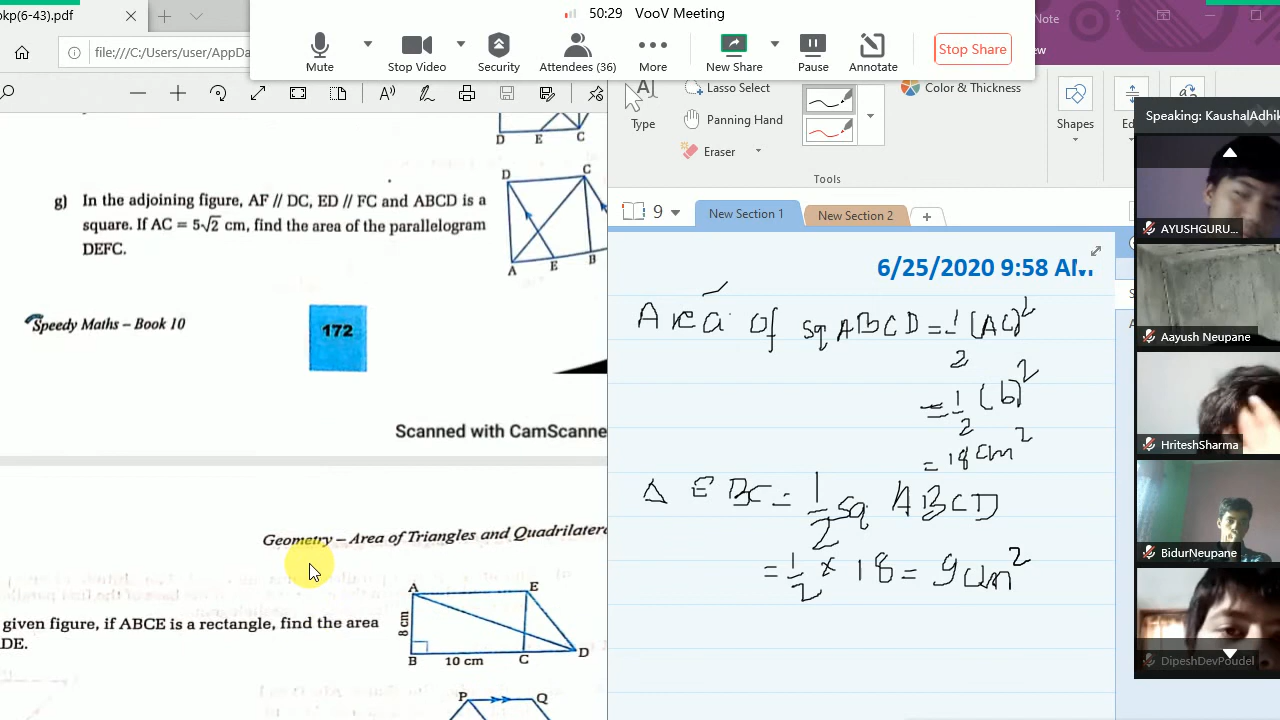 okp(6-43).pdf
50:29 VooV Meeting
Note
file:///C:/Users/user/AppDa
Mute
Stop Video
Security
Attendees (36)
More
New Share
Pause
Annotate
Stop Share
Type
Lasso Select
Panning Hand
Eraser
Color & Thickness
Shapes
Tools
9
New Section 1
New Section 2
6/25/2020 9:58 AM
D E C
g) In the adjoining figure, AF // DC, ED // FC and ABCD is a
square. If AC = 5√2 cm, find the area of the parallelogram
DEFC.
D C
A E B
Speedy Maths – Book 10
172
Scanned with CamScanne
Geometry – Area of Triangles and Quadrilatera
given figure, if ABCE is a rectangle, find the area
DE.
A E
8 cm
B 10 cm C D
P Q
Area of sq ABCD = 1/2 (AC)²
= 1/2 (6)²
= 18 cm²
Δ EBC = 1/2 sq ABCD
= 1/2 × 18 = 9 cm²
Speaking: KaushalAdhik
AYUSHGURU...
Aayush Neupane
HriteshSharma
BidurNeupane
DipeshDevPoudel